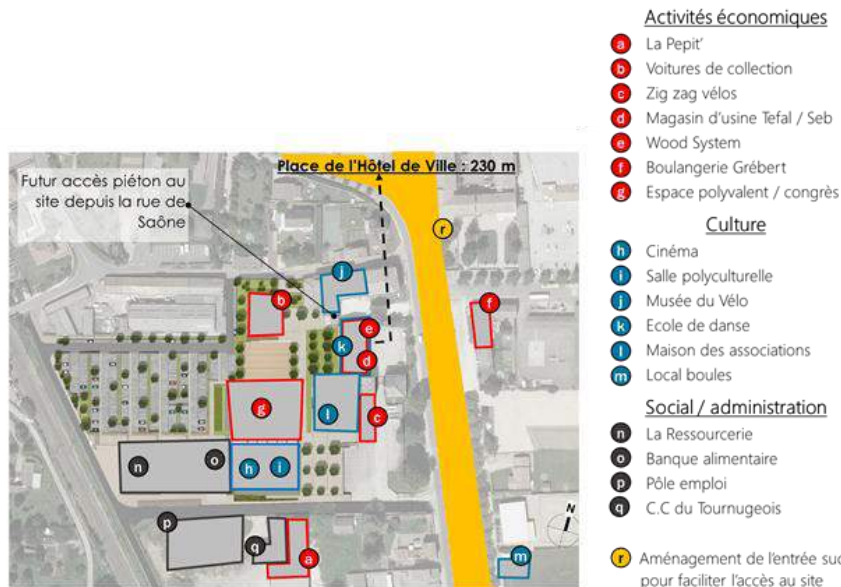 Activités économiques
a La Pepit'
b Voitures de collection
c Zig zag vélos
d Magasin d'usine Tefal / Seb
e Wood System
f Boulangerie Grébert
g Espace polyvalent / congrès
Culture
h Cinéma
i Salle polyculturelle
j Musée du Vélo
k Ecole de danse
l Maison des associations
m Local boules
Social / administration
n La Ressourcerie
o Banque alimentaire
p Pôle emploi
q C.C du Tournugeois
r Aménagement de l'entrée suc
pour faciliter l'accès au site
Place de l'Hôtel de Ville : 230 m
Futur accès piéton au
site depuis la rue de
Saône
r
j
b
f
e
k
d
g
l
c
n
o
h
i
p
q
a
m
N